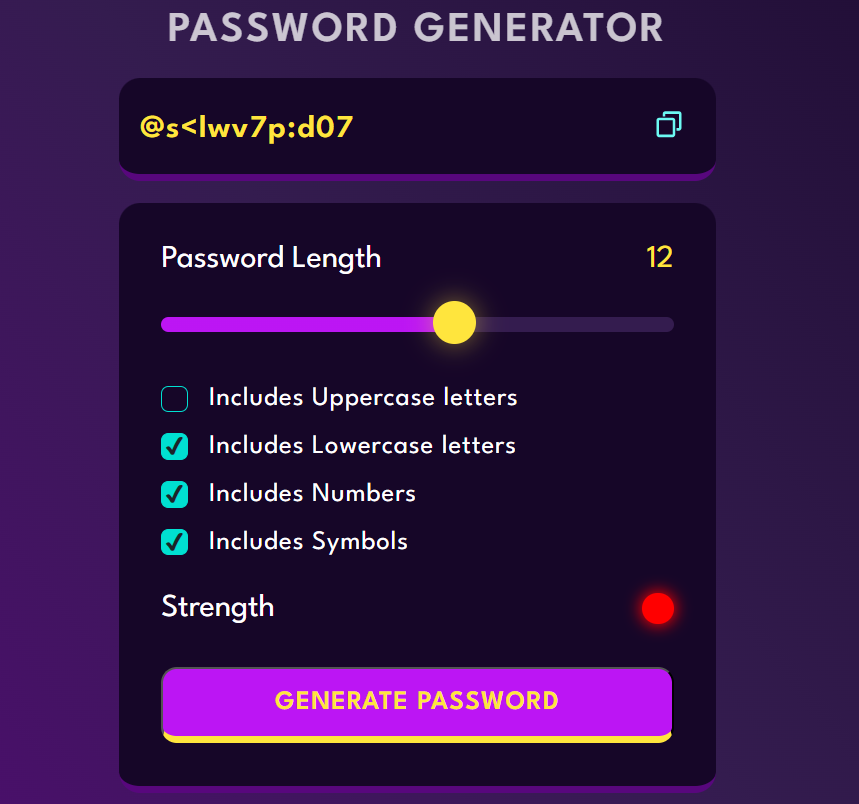 PASSWORD GENERATOR
@s<lwv7p:d07
Password Length 12
Includes Uppercase letters
Includes Lowercase letters
Includes Numbers
Includes Symbols
Strength
GENERATE PASSWORD